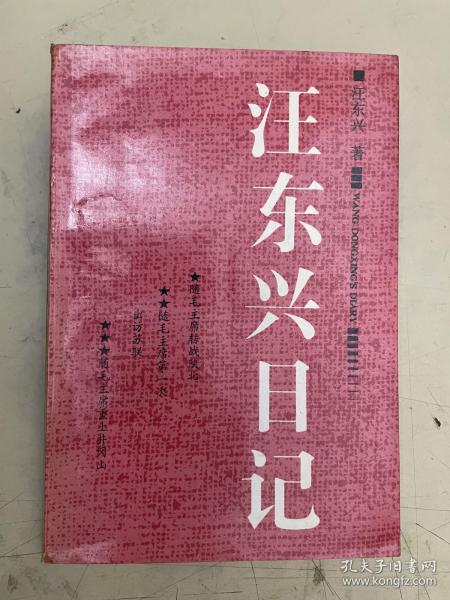 汪东兴 著
WANG DONGXING'S DIARY
汪东兴日记
★随毛主席转战陕北
★★随毛主席第一次
出访苏联
★★★随毛主席重上井冈山
孔夫子旧书网
www.kongfz.com